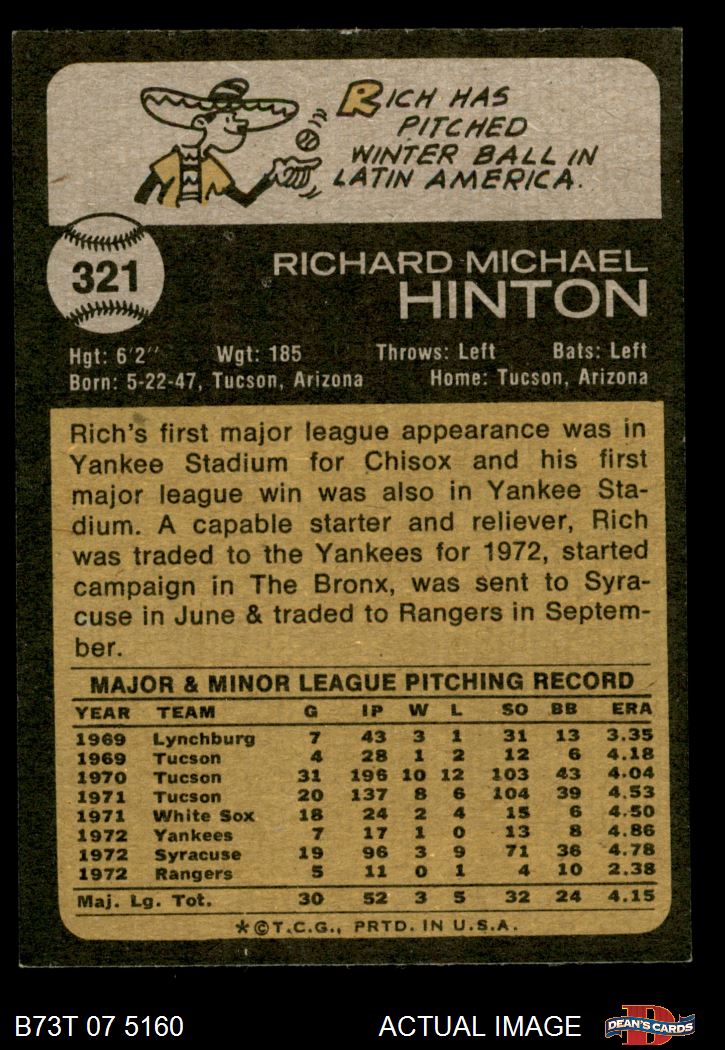 RICH HAS
PITCHED
WINTER BALL IN
LATIN AMERICA.
321
RICHARD MICHAEL
HINTON
Hgt: 6'2" Wgt: 185 Throws: Left Bats: Left
Born: 5-22-47, Tucson, Arizona Home: Tucson, Arizona
Rich's first major league appearance was in
Yankee Stadium for Chisox and his first
major league win was also in Yankee Sta-
dium. A capable starter and reliever, Rich
was traded to the Yankees for 1972, started
campaign in The Bronx, was sent to Syra-
cuse in June & traded to Rangers in Septem-
ber.
MAJOR & MINOR LEAGUE PITCHING RECORD
YEAR TEAM G IP W L SO BB ERA
1969 Lynchburg 7 43 3 1 31 13 3.35
1969 Tucson 4 28 1 2 12 6 4.18
1970 Tucson 31 196 10 12 103 43 4.04
1971 Tucson 20 137 8 6 104 39 4.53
1971 White Sox 18 24 2 4 15 6 4.50
1972 Yankees 7 17 1 0 13 8 4.86
1972 Syracuse 19 96 3 9 71 36 4.78
1972 Rangers 5 11 0 1 4 10 2.38
Maj. Lg. Tot. 30 52 3 5 32 24 4.15
*©T.C.G., PRTD. IN U.S.A.
B73T 07 5160 ACTUAL IMAGE DEAN'S CARDS